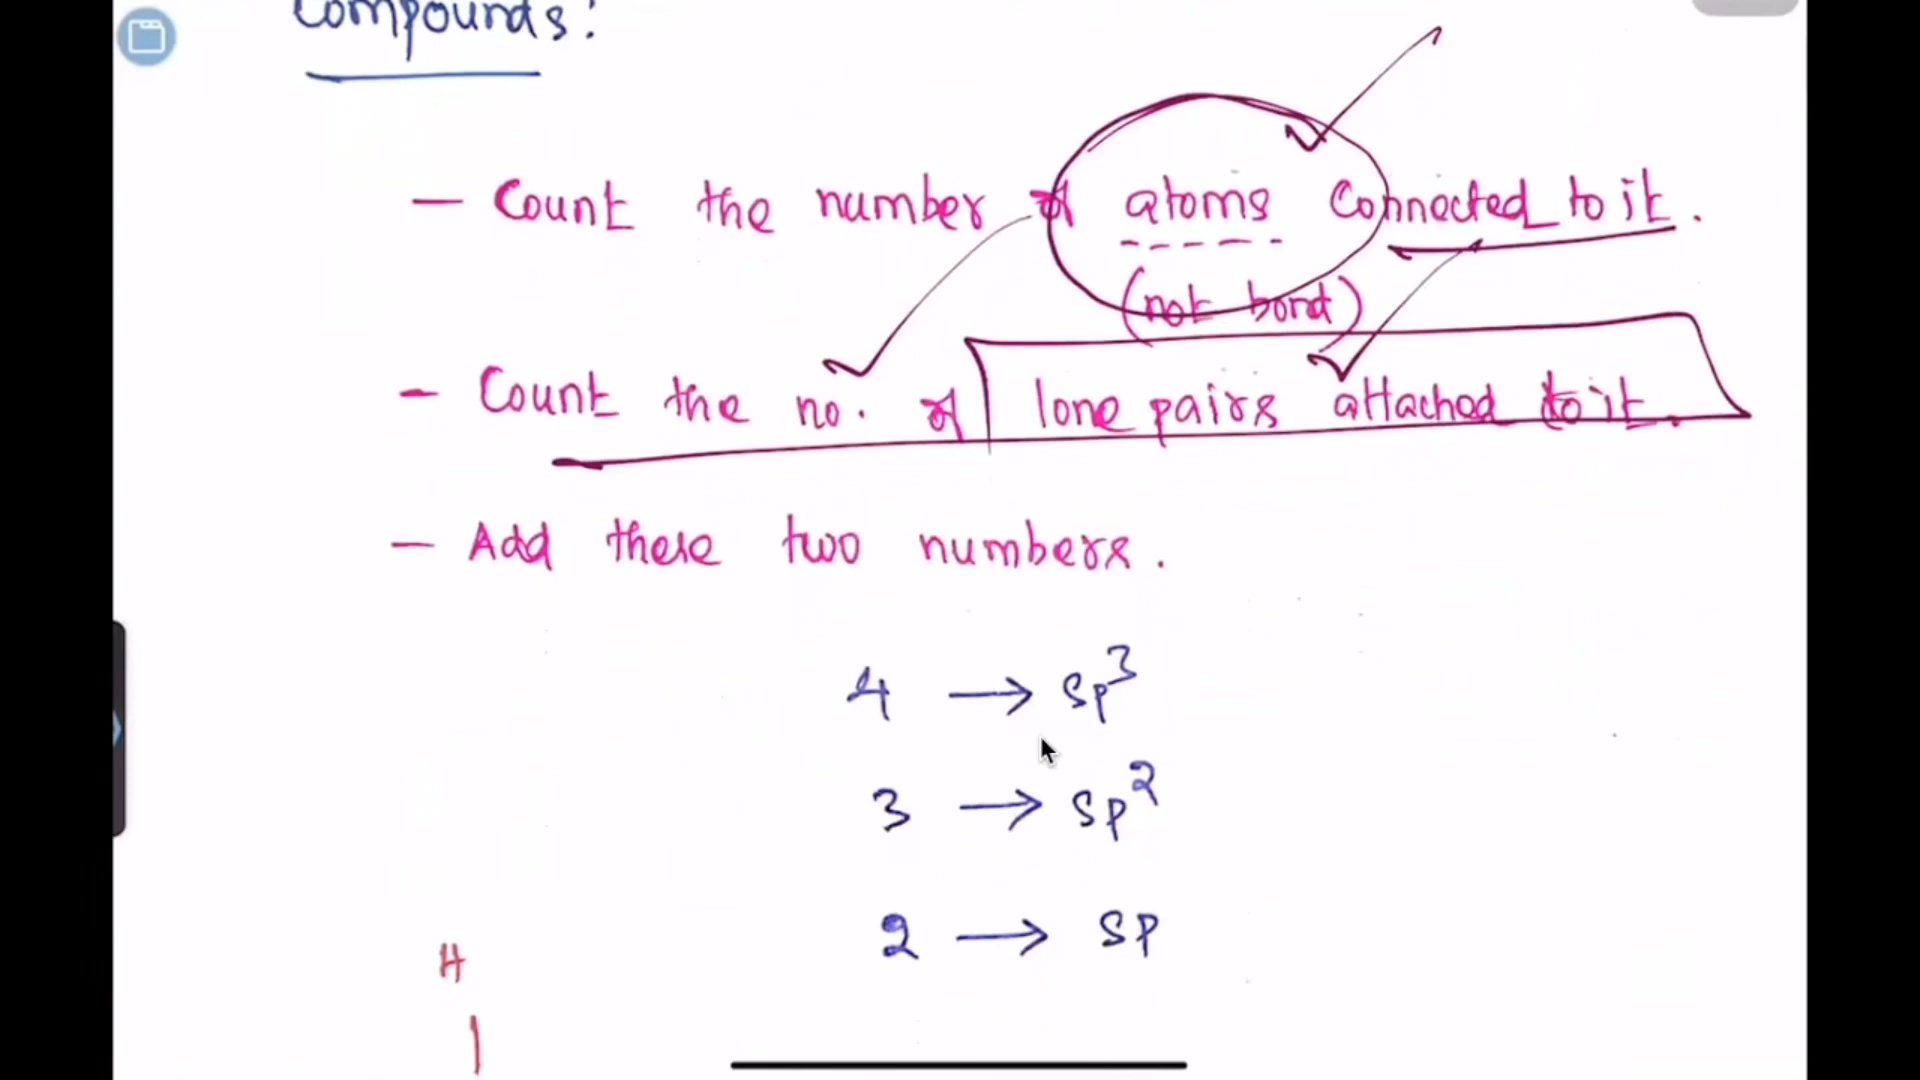 Compounds:
- Count the number of atoms connected to it.
(not bond)
- Count the no. of lone pairs attached to it.
- Add these two numbers.
4 → sp³
3 → sp²
2 → sp
H